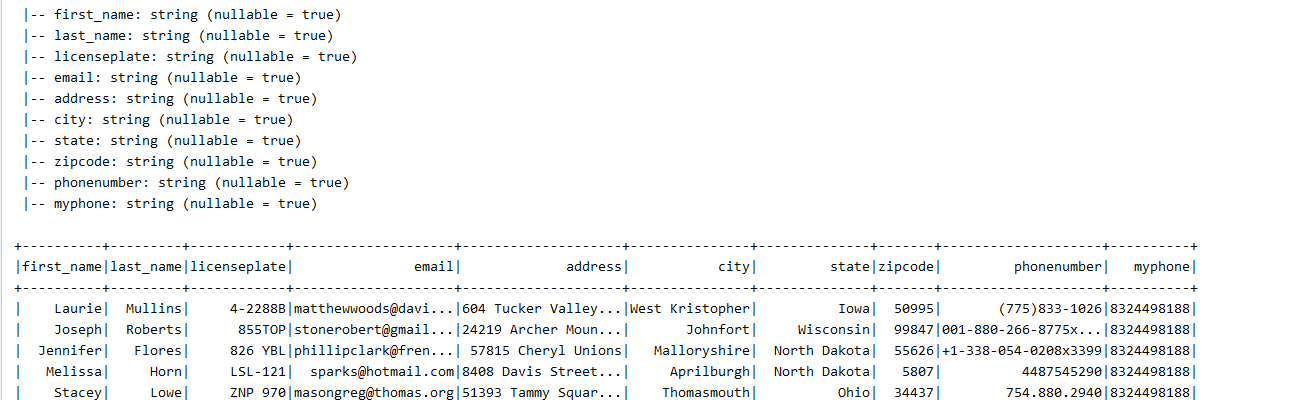 |-- first_name: string (nullable = true)
|-- last_name: string (nullable = true)
|-- licenseplate: string (nullable = true)
|-- email: string (nullable = true)
|-- address: string (nullable = true)
|-- city: string (nullable = true)
|-- state: string (nullable = true)
|-- zipcode: string (nullable = true)
|-- phonenumber: string (nullable = true)
|-- myphone: string (nullable = true)
+----------+---------+------------+--------------------+--------------------+---------------+--------------+-------+--------------------+----------+
|first_name|last_name|licenseplate|               email|             address|           city|         state|zipcode|         phonenumber|   myphone|
+----------+---------+------------+--------------------+--------------------+---------------+--------------+-------+--------------------+----------+
|    Laurie|  Mullins|     4-2288B|matthewwoods@davi...|604 Tucker Valley...|West Kristopher|          Iowa|  50995|       (775)833-1026|8324498188|
|    Joseph|  Roberts|      855TOP|stonerobert@gmail...|24219 Archer Moun...|       Johnfort|     Wisconsin|  99847|001-880-266-8775x...|8324498188|
|  Jennifer|   Flores|     826 YBL|phillipclark@fren...| 57815 Cheryl Unions|   Malloryshire|  North Dakota|  55626|+1-338-054-0208x3399|8324498188|
|   Melissa|     Horn|     LSL-121|  sparks@hotmail.com|8408 Davis Street...|     Aprilburgh|  North Dakota|   5807|          4487545290|8324498188|
|    Stacey|     Lowe|     ZNP 970|masongreg@thomas.org|51393 Tammy Squar...|    Thomasmouth|          Ohio|  34437|        754.880.2940|8324498188|